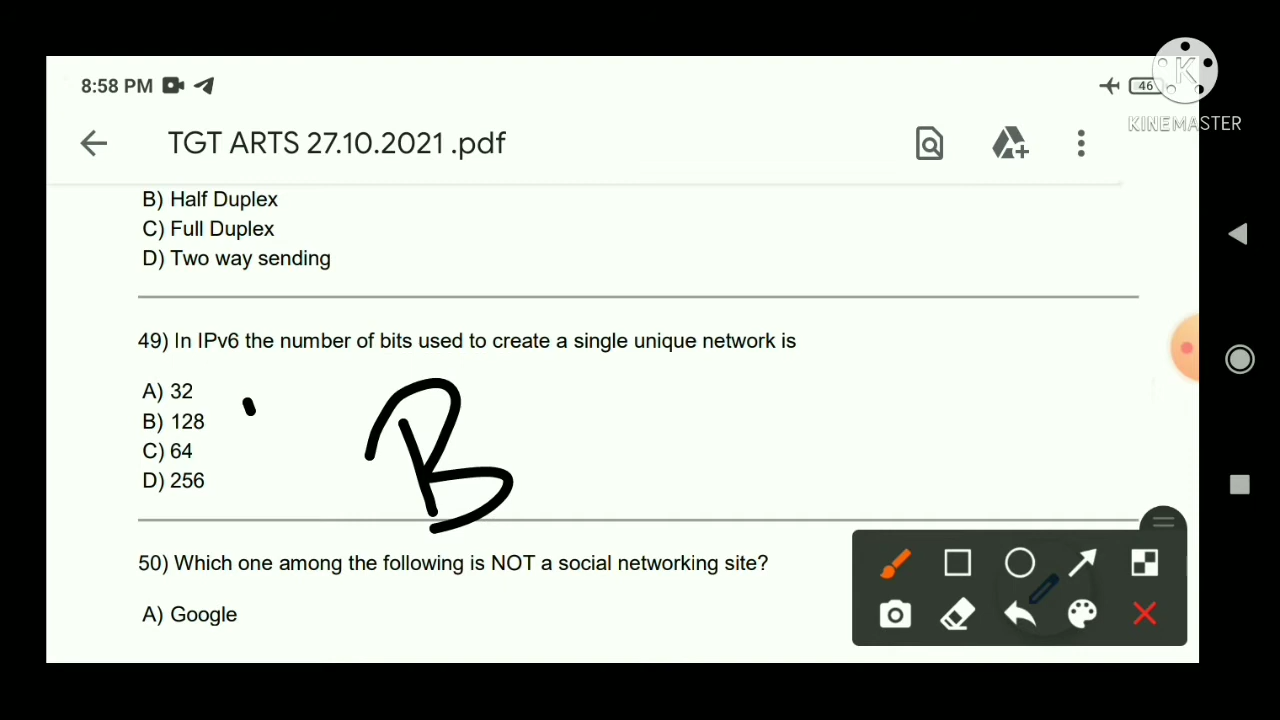 8:58 PM
46
KINEMASTER
TGT ARTS 27.10.2021 .pdf
B) Half Duplex
C) Full Duplex
D) Two way sending
49) In IPv6 the number of bits used to create a single unique network is
A) 32
B) 128
C) 64
D) 256
B
50) Which one among the following is NOT a social networking site?
A) Google